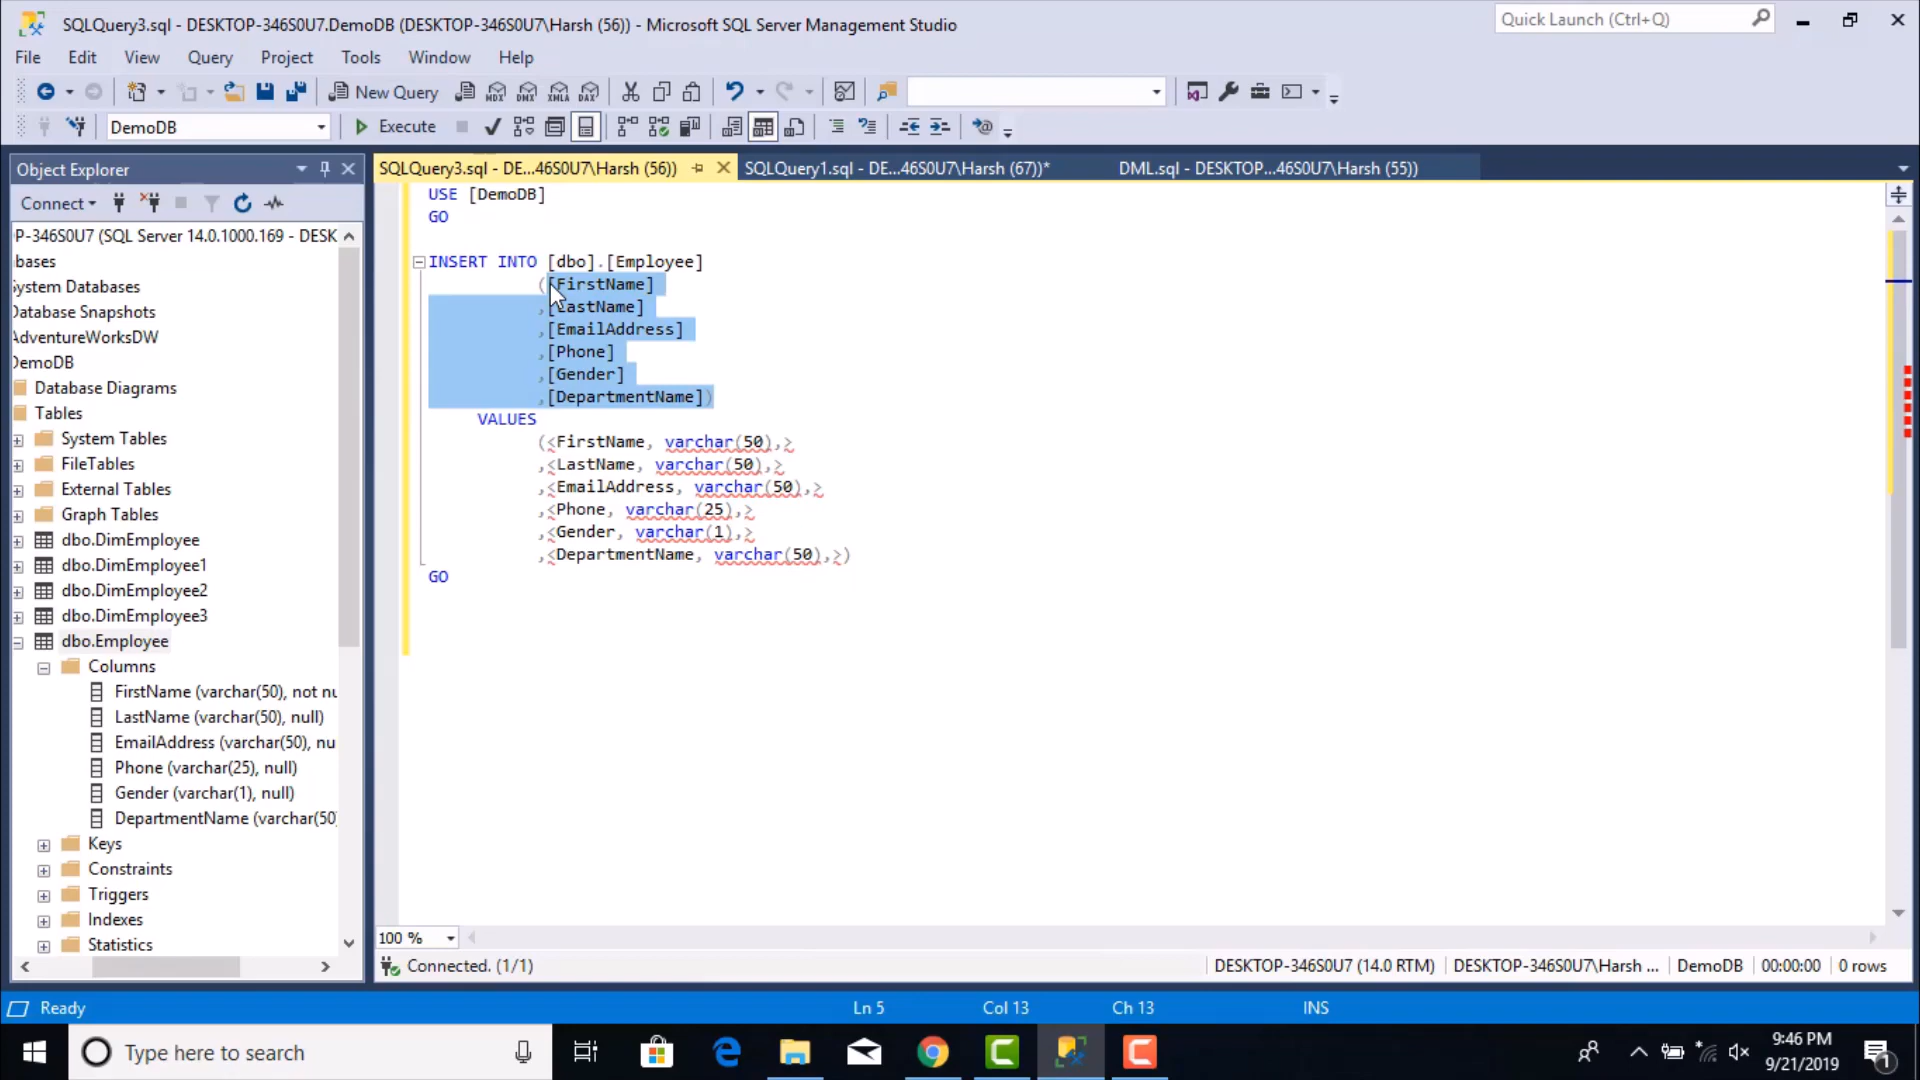 SQLQuery3.sql - DESKTOP-346S0U7.DemoDB (DESKTOP-346S0U7\Harsh (56)) - Microsoft SQL Server Management Studio
Quick Launch (Ctrl+Q)
File Edit View Query Project Tools Window Help
New Query
MDX DMX XMLA DAX
DemoDB
Execute
Object Explorer
SQLQuery3.sql - DE...46S0U7\Harsh (56))
SQLQuery1.sql - DE...46S0U7\Harsh (67))*
DML.sql - DESKTOP...46S0U7\Harsh (55))
Connect
P-346S0U7 (SQL Server 14.0.1000.169 - DESK
bases
System Databases
Database Snapshots
AdventureWorksDW
DemoDB
Database Diagrams
Tables
System Tables
FileTables
External Tables
Graph Tables
dbo.DimEmployee
dbo.DimEmployee1
dbo.DimEmployee2
dbo.DimEmployee3
dbo.Employee
Columns
FirstName (varchar(50), not nu
LastName (varchar(50), null)
EmailAddress (varchar(50), nu
Phone (varchar(25), null)
Gender (varchar(1), null)
DepartmentName (varchar(50)
Keys
Constraints
Triggers
Indexes
Statistics
USE [DemoDB]
GO
INSERT INTO [dbo].[Employee]
([FirstName]
,[LastName]
,[EmailAddress]
,[Phone]
,[Gender]
,[DepartmentName])
VALUES
(<FirstName, varchar(50),>
,<LastName, varchar(50),>
,<EmailAddress, varchar(50),>
,<Phone, varchar(25),>
,<Gender, varchar(1),>
,<DepartmentName, varchar(50),>)
GO
100 %
Connected. (1/1)
DESKTOP-346S0U7 (14.0 RTM)
DESKTOP-346S0U7\Harsh ...
DemoDB
00:00:00
0 rows
Ready
Ln 5
Col 13
Ch 13
INS
Type here to search
9:46 PM
9/21/2019
1